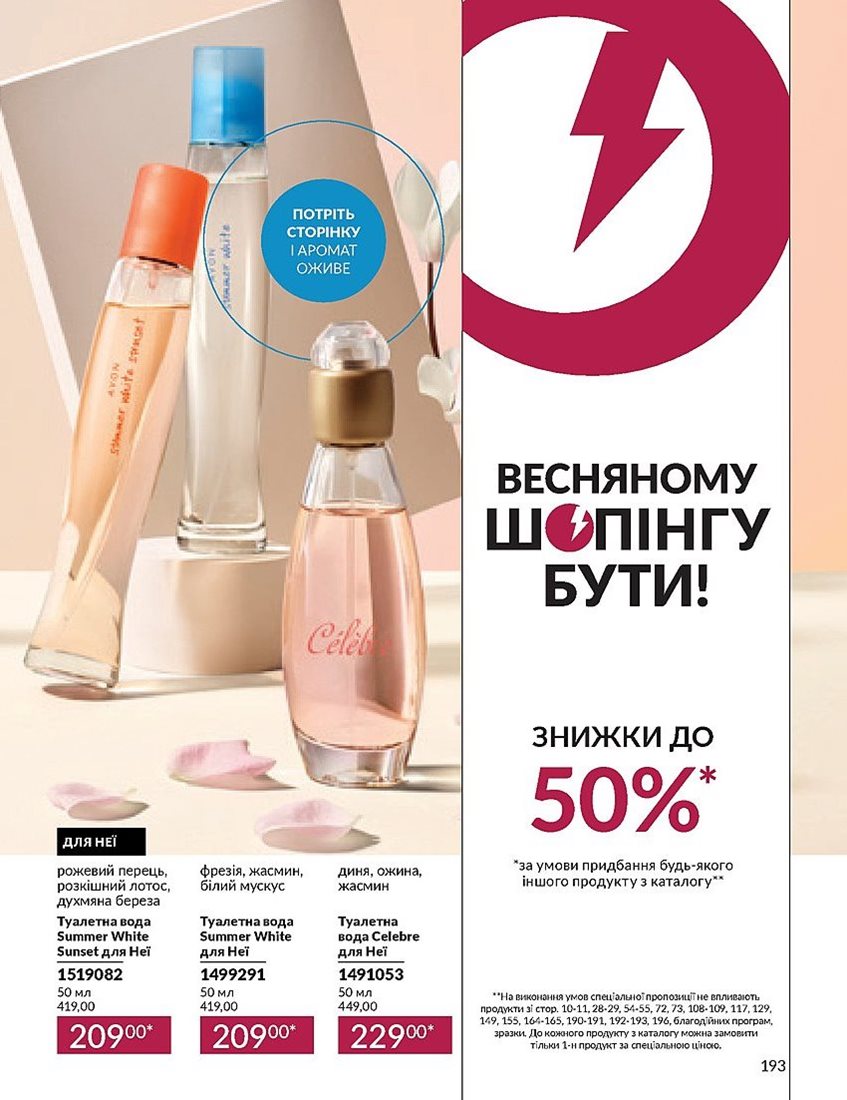 AVON
summer white
AVON
summer white sunset
ПОТРІТЬ
СТОРІНКУ
І АРОМАТ
ОЖИВЕ
Célèbre
ДЛЯ НЕЇ
рожевий перець,
розкішний лотос,
духмяна береза
Туалетна вода
Summer White
Sunset для Неї
1519082
50 мл
419,00
20900*
фрезія, жасмин,
білий мускус
Туалетна вода
Summer White
для Неї
1499291
50 мл
419,00
20900*
диня, ожина,
жасмин
Туалетна
вода Celebre
для Неї
1491053
50 мл
449,00
22900*
ВЕСНЯНОМУ
ШОПІНГУ
БУТИ!
ЗНИЖКИ ДО
50%*
*за умови придбання будь-якого
іншого продукту з каталогу**
**На виконання умов спеціальної пропозиції не впливають
продукти зі стор. 10-11, 28-29, 54-55, 72, 73, 108-109, 117, 129,
149, 155, 164-165, 190-191, 192-193, 196, благодійних програм,
зразки. До кожного продукту з каталогу можна замовити
тільки 1-н продукт за спеціальною ціною.
193